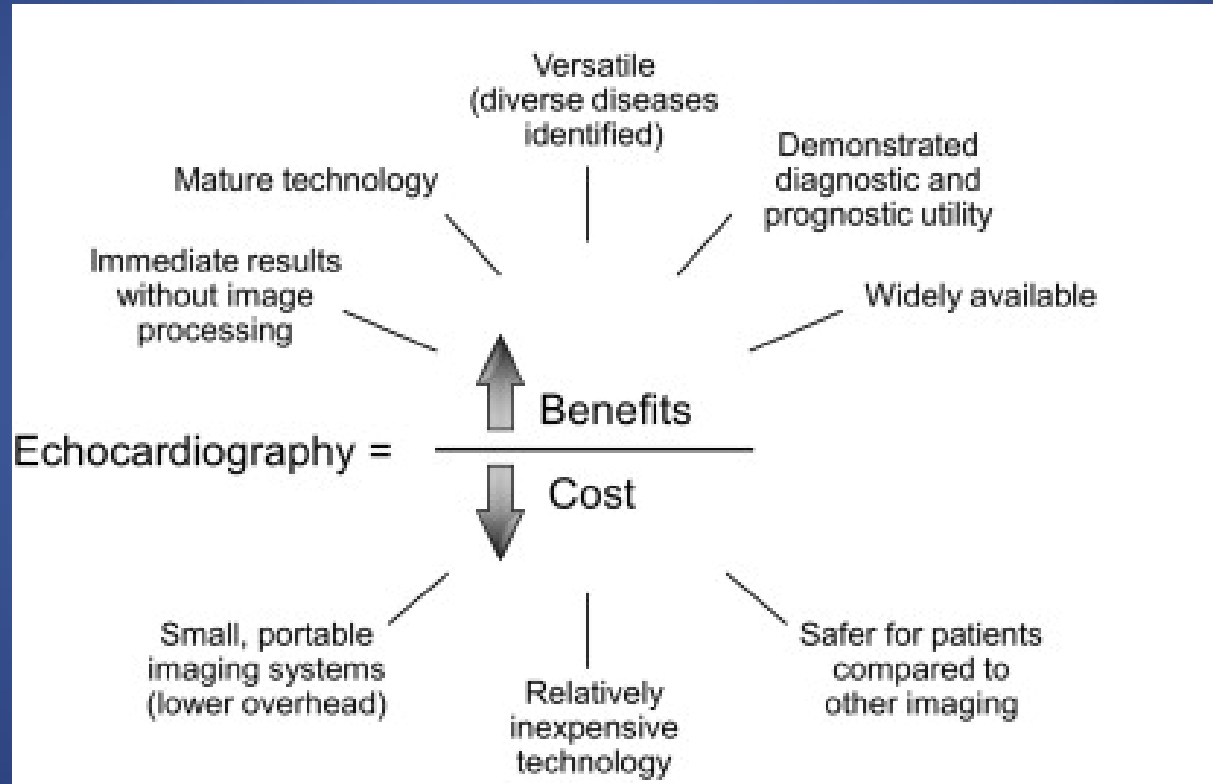 Versatile
(diverse diseases
identified)
Demonstrated
diagnostic and
prognostic utility
Mature technology
Immediate results
without image
processing
Widely available
Benefits
Echocardiography =
Cost
Small, portable
imaging systems
(lower overhead)
Relatively
inexpensive
technology
Safer for patients
compared to
other imaging